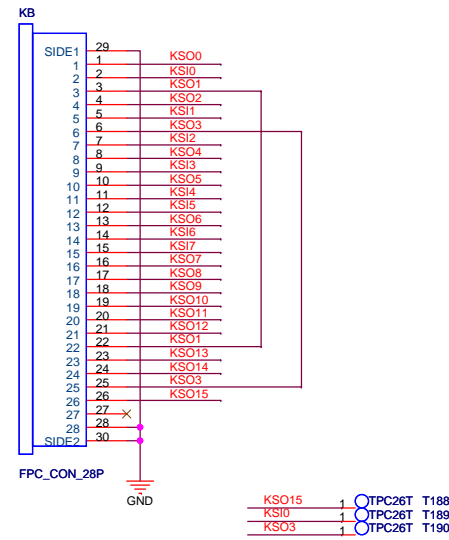 KB
SIDE1 29
1 1 KSO0
2 2 KSI0
3 3 KSO1
4 4 KSO2
5 5 KSI1
6 6 KSO3
7 7 KSI2
8 8 KSO4
9 9 KSI3
10 10 KSO5
11 11 KSI4
12 12 KSI5
13 13 KSO6
14 14 KSI6
15 15 KSI7
16 16 KSO7
17 17 KSO8
18 18 KSO9
19 19 KSO10
20 20 KSO11
21 21 KSO12
22 22 KSO1
23 23 KSO13
24 24 KSO14
25 25 KSO3
26 26 KSO15
27 27
28 28
SIDE2 30
FPC_CON_28P
GND
KSO15 1 TPC26T T188
KSI0 1 TPC26T T189
KSO3 1 TPC26T T190